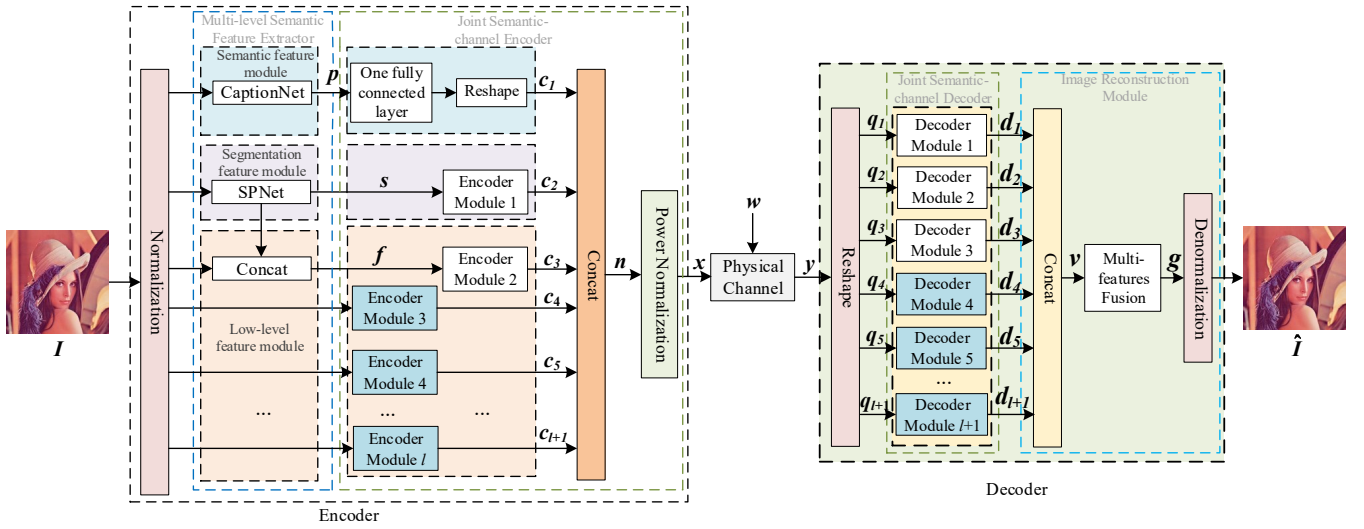 Multi-level Semantic
Feature Extractor
Joint Semantic-
channel Encoder
Semantic feature
module
CaptionNet
p
One fully
connected
layer
Reshape
c1
Segmentation
feature module
SPNet
s
Encoder
Module 1
c2
Concat
f
Encoder
Module 2
c3
Low-level
feature module
Encoder
Module 3
c4
Encoder
Module 4
c5
...
...
...
Encoder
Module l
cl+1
Normalization
I
Concat
n
Power Normalization
x
w
Physical
Channel
y
Encoder
Reshape
Joint Semantic-
channel Decoder
Image Reconstruction
Module
q1
Decoder
Module 1
d1
q2
Decoder
Module 2
d2
q3
Decoder
Module 3
d3
q4
Decoder
Module 4
d4
q5
Decoder
Module 5
d5
...
ql+1
Decoder
Module l+1
dl+1
Concat
v
Multi-
features
Fusion
g
Denormalization
Î
Decoder